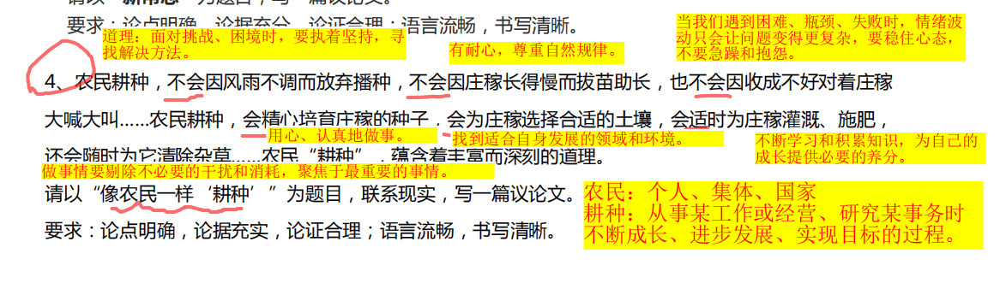 要求：论点明确，论据充分，论证合理；语言流畅，书写清晰。
道理：面对挑战、困境时，要执着坚持，寻
找解决方法。
有耐心，尊重自然规律。
当我们遇到困难、瓶颈、失败时，情绪波
动只会让问题变得更复杂，要稳住心态，
不要急躁和抱怨。
4、农民耕种，不会因风雨不调而放弃播种，不会因庄稼长得慢而拔苗助长，也不会因收成不好对着庄稼
大喊大叫……农民耕种，会精心培育庄稼的种子，会为庄稼选择合适的土壤，会适时为庄稼灌溉、施肥，
用心、认真地做事。
找到适合自身发展的领域和环境。
不断学习和积累知识，为自己的
成长提供必要的养分。
还会随时为它清除杂草……农民“耕种”，蕴含着丰富而深刻的道理。
做事情要剔除不必要的干扰和消耗，聚焦于最重要的事情。
请以“像农民一样‘耕种’”为题目，联系现实，写一篇议论文。
农民：个人、集体、国家
耕种：从事某工作或经营、研究某事务时
不断成长、进步发展、实现目标的过程。
要求：论点明确，论据充实，论证合理；语言流畅，书写清晰。